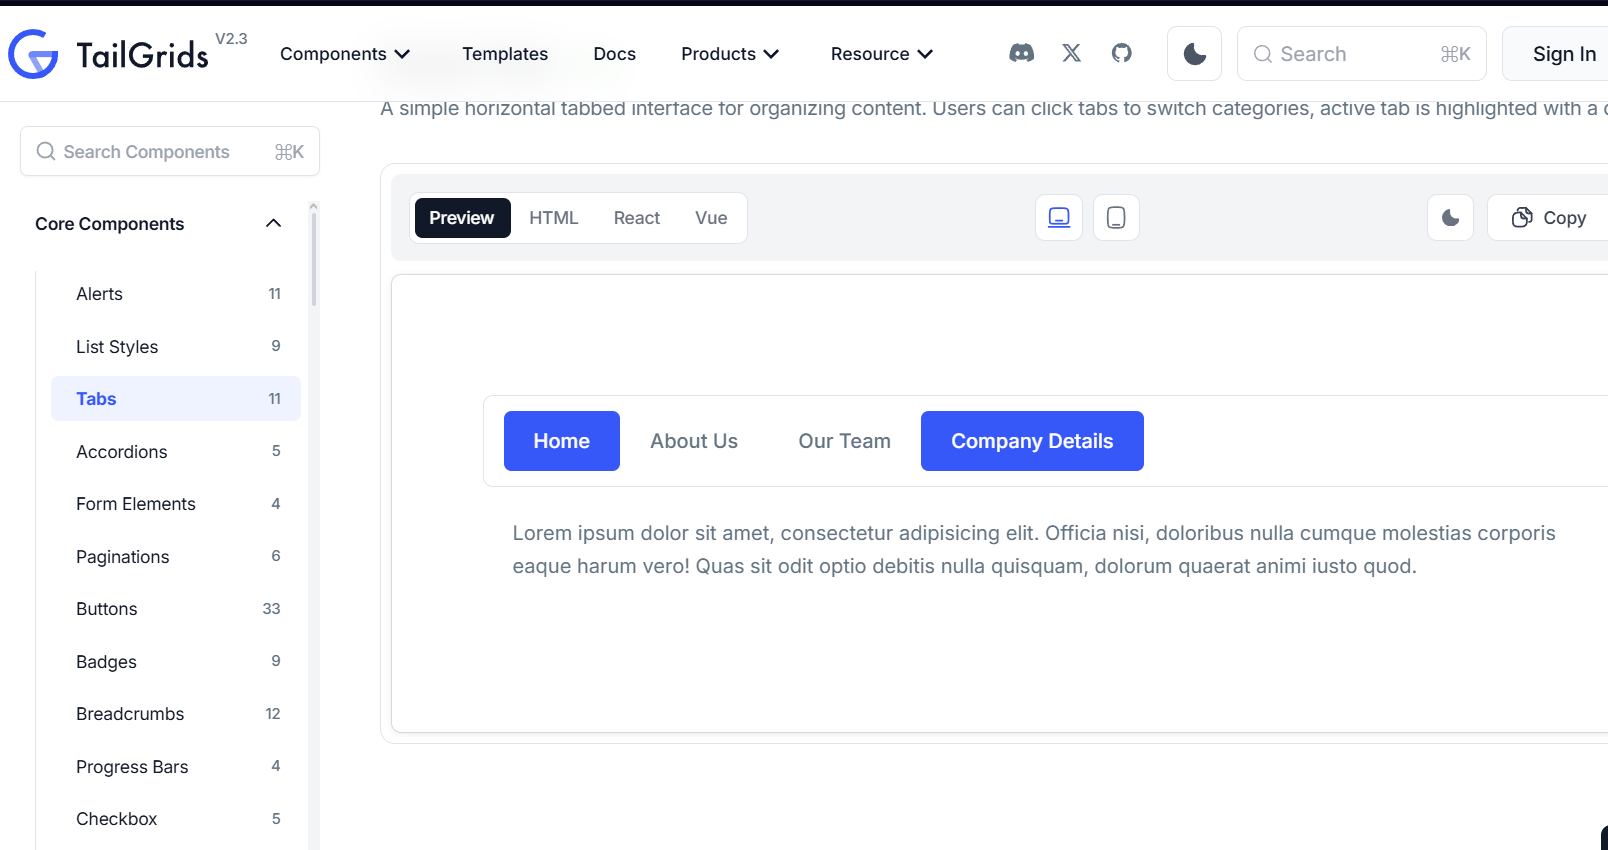 TailGrids V2.3 Components Templates Docs Products Resource Search ⌘K Sign In
A simple horizontal tabbed interface for organizing content. Users can click tabs to switch categories, active tab is highlighted with a
Search Components ⌘K
Preview HTML React Vue Copy
Core Components
Alerts 11
List Styles 9
Tabs 11
Accordions 5
Form Elements 4
Paginations 6
Buttons 33
Badges 9
Breadcrumbs 12
Progress Bars 4
Checkbox 5
Home About Us Our Team Company Details
Lorem ipsum dolor sit amet, consectetur adipisicing elit. Officia nisi, doloribus nulla cumque molestias corporis
eaque harum vero! Quas sit odit optio debitis nulla quisquam, dolorum quaerat animi iusto quod.